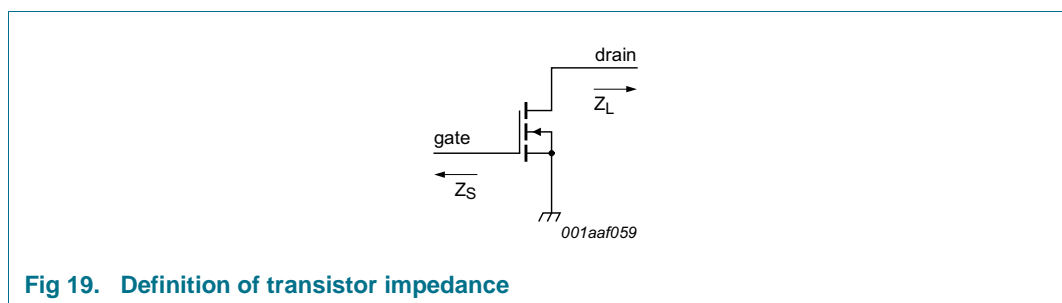 drain
Z_L
gate
Z_S
001aaf059
Fig 19. Definition of transistor impedance